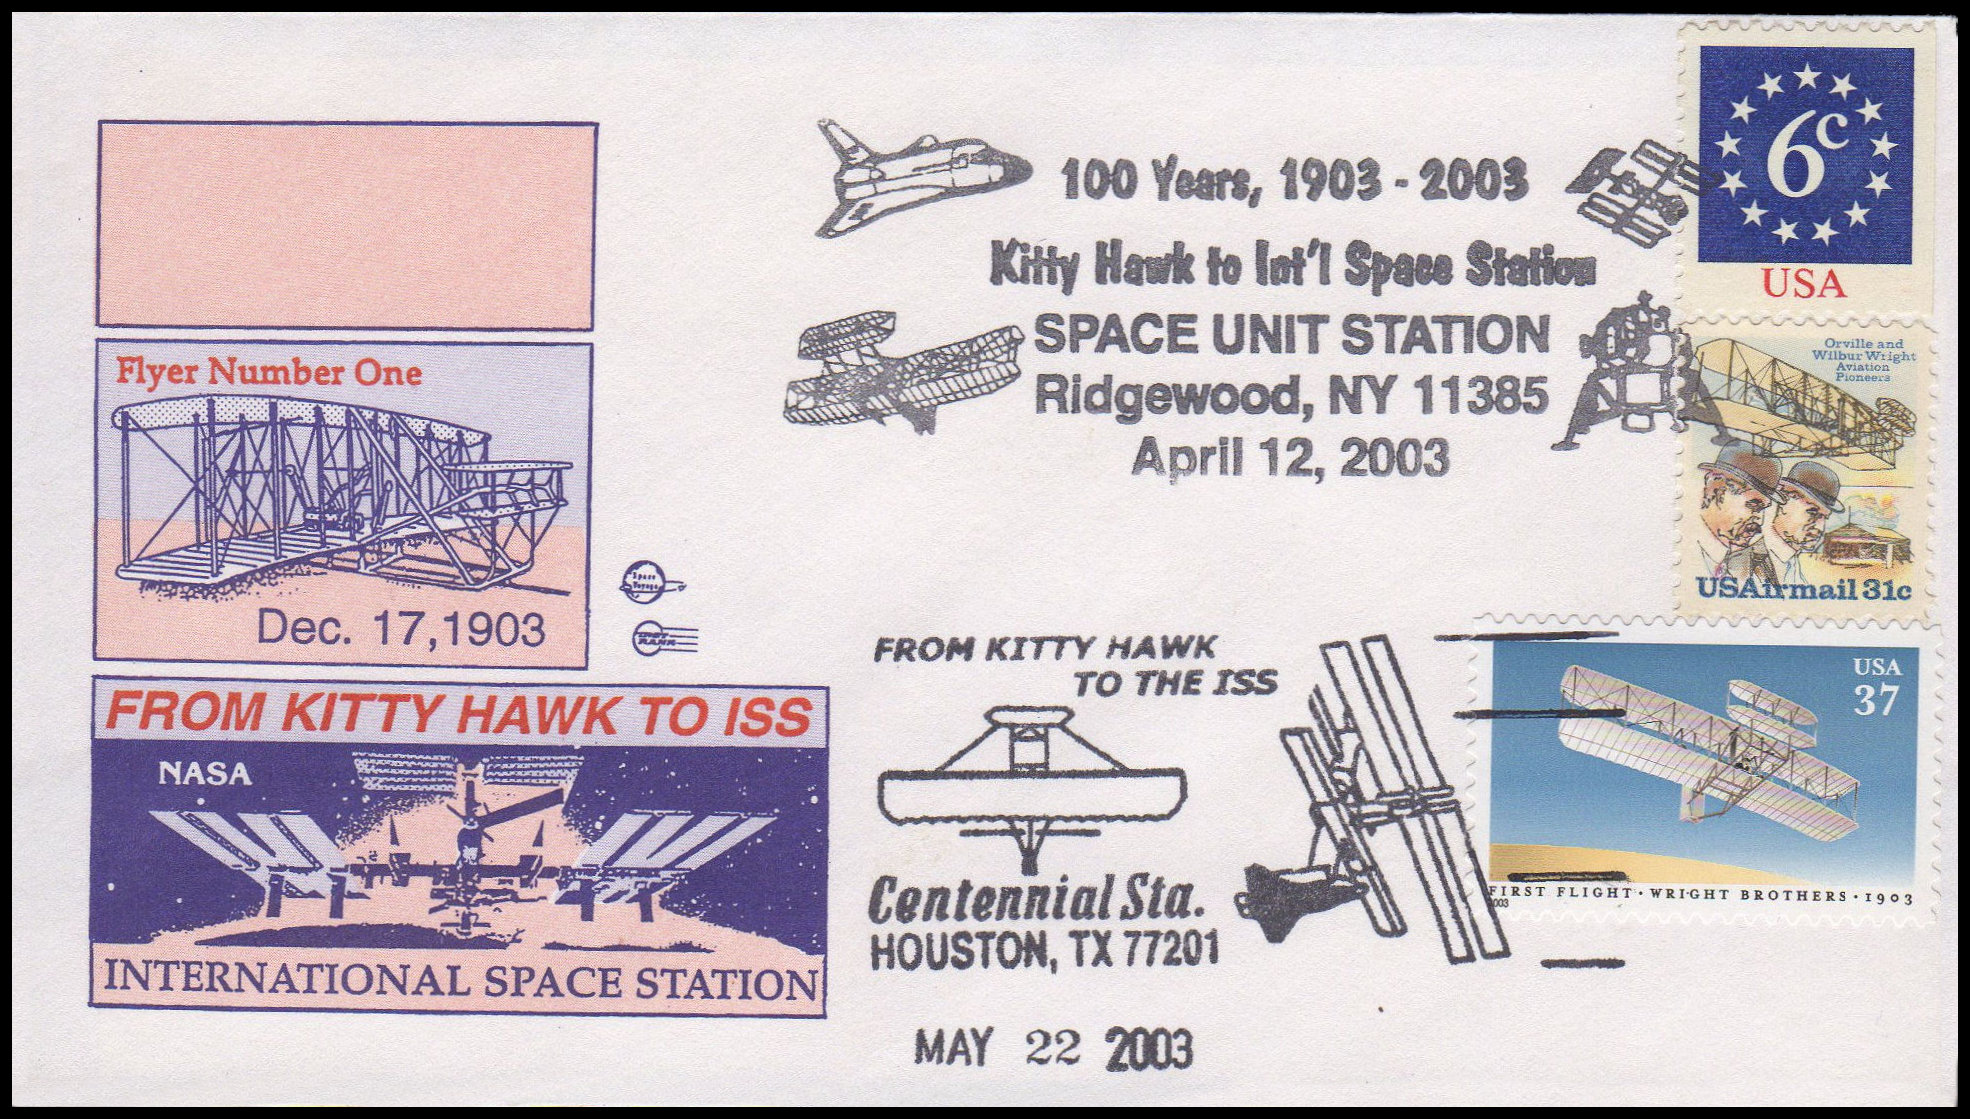 Flyer Number One
Dec. 17, 1903
Space
Voyage
FROM KITTY HAWK TO ISS
NASA
INTERNATIONAL SPACE STATION
100 Years, 1903 - 2003
Kitty Hawk to Int'l Space Station
SPACE UNIT STATION
Ridgewood, NY 11385
April 12, 2003
6c
USA
Orville and
Wilbur Wright
Aviation
Pioneers
USAirmail 31c
FROM KITTY HAWK
TO THE ISS
Centennial Sta.
HOUSTON, TX 77201
MAY 22 2003
USA
37
FIRST FLIGHT · WRIGHT BROTHERS · 1903
2003